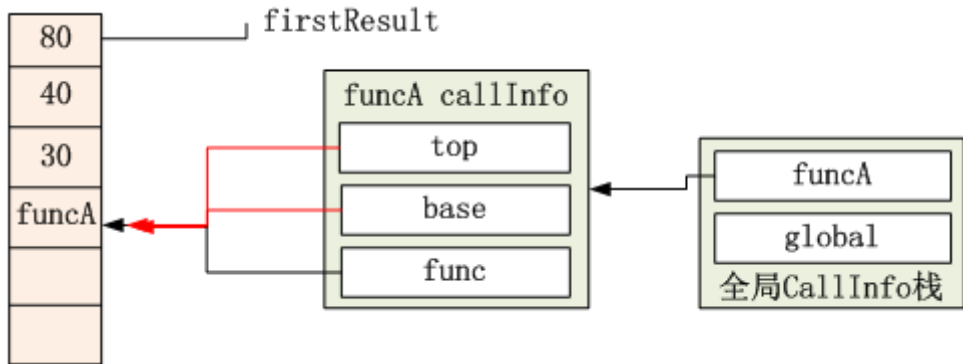 80
firstResult
40
30
funcA
funcA callInfo
top
base
func
funcA
global
全局CallInfo栈